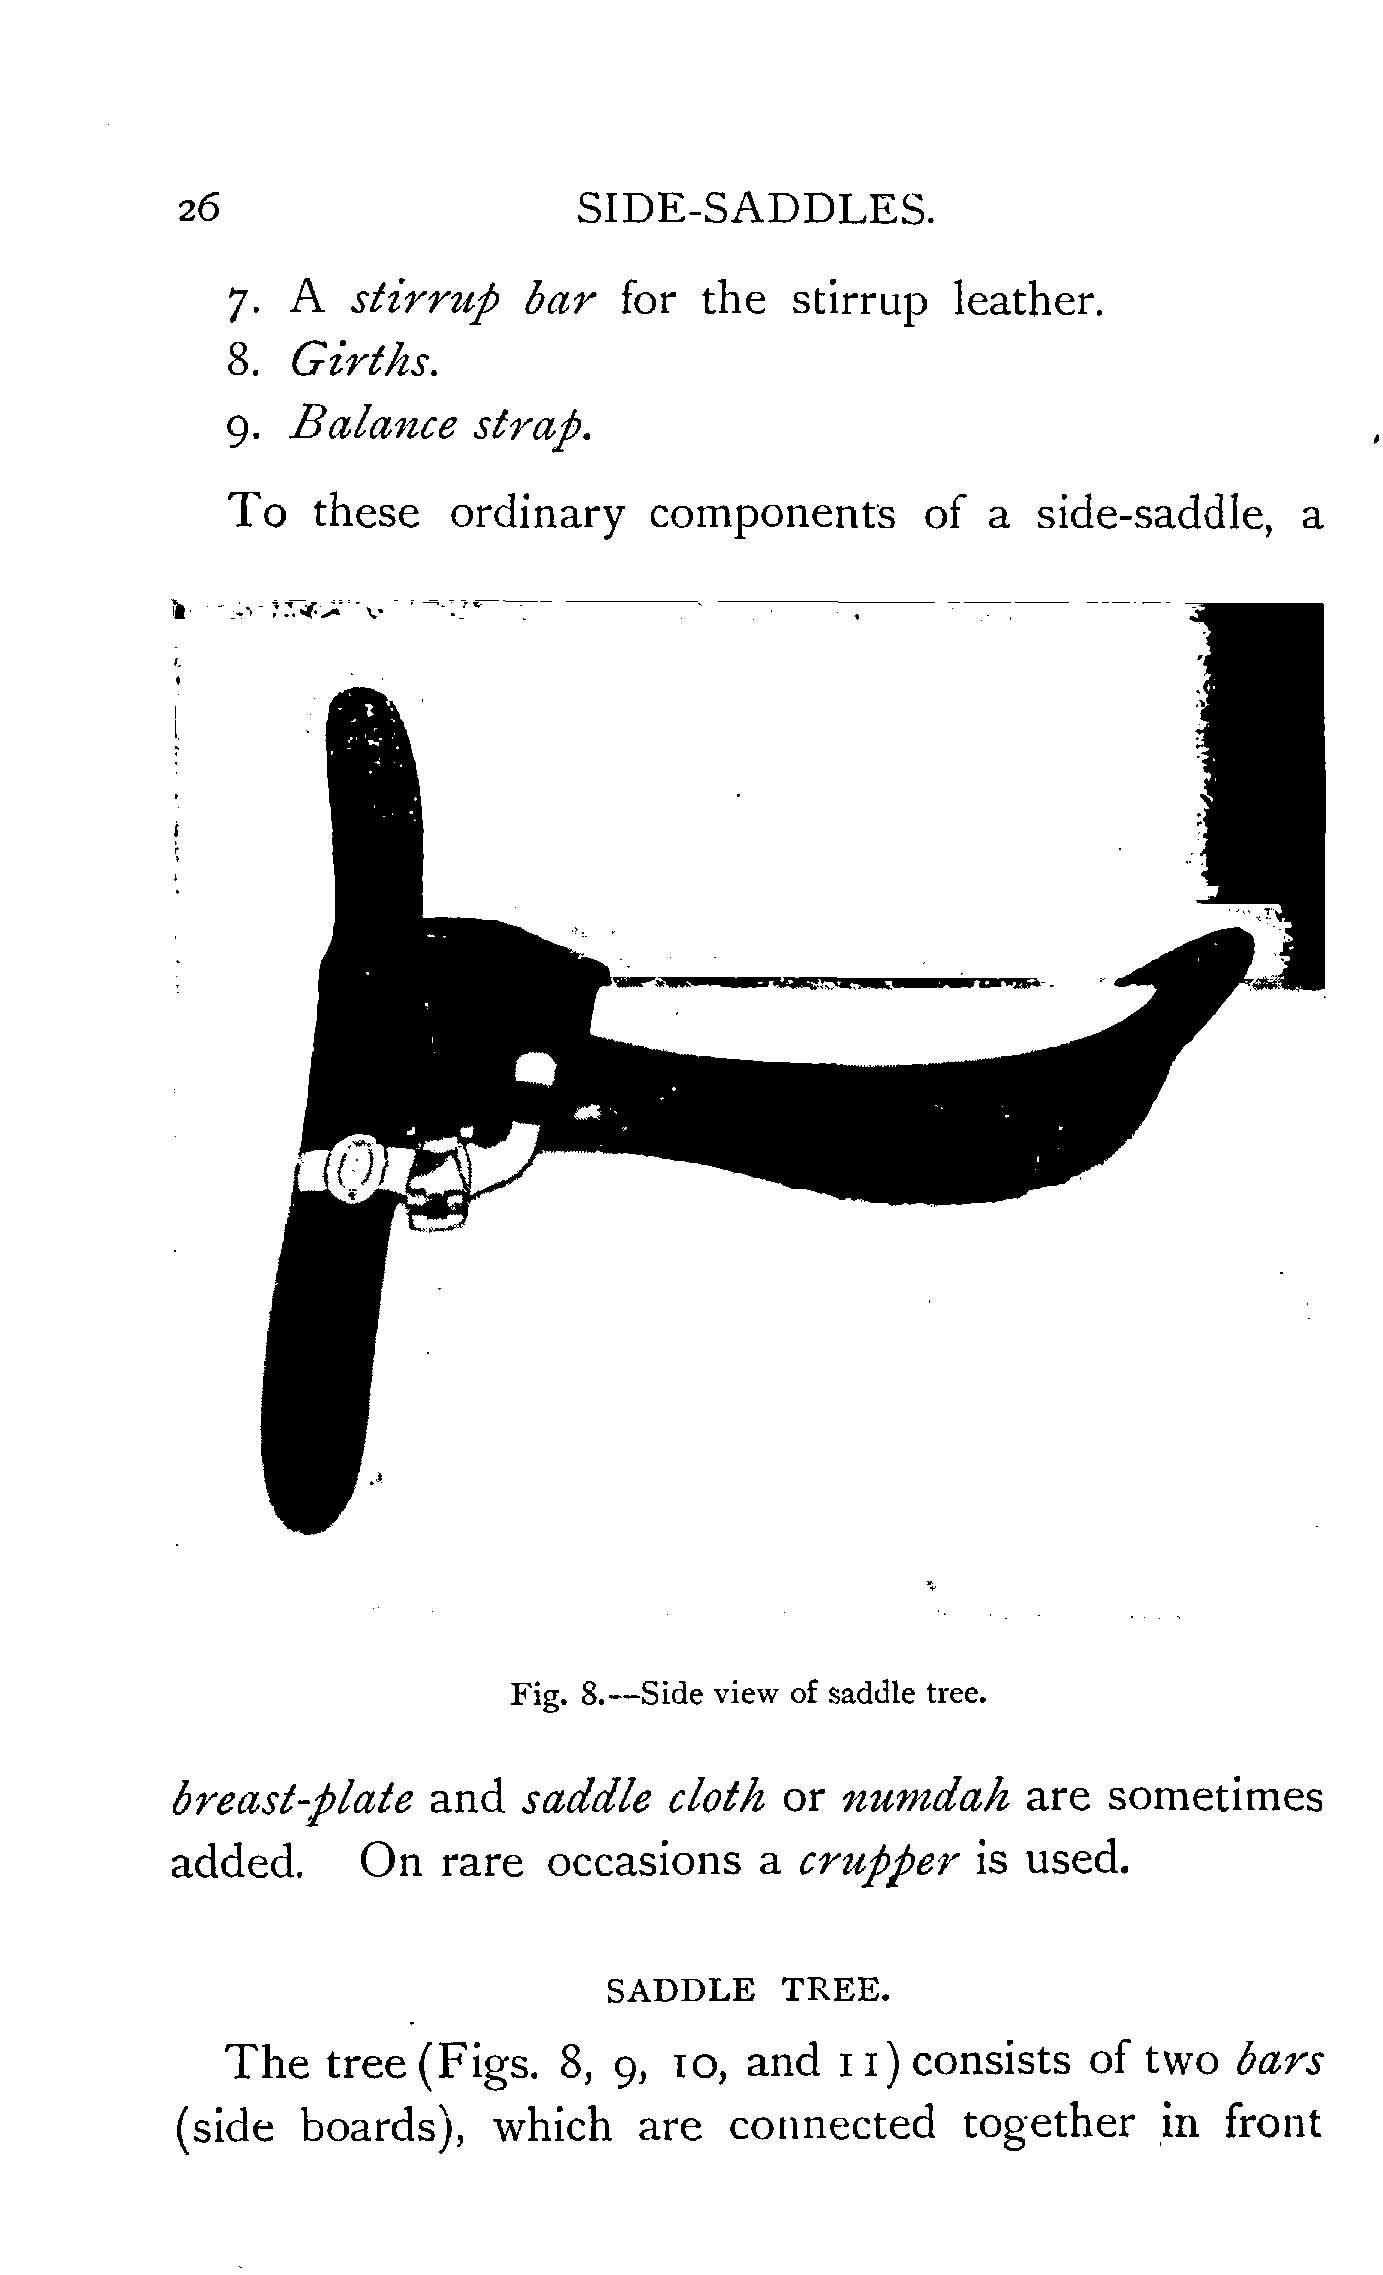 26 SIDE-SADDLES.
7. A stirrup bar for the stirrup leather.
8. Girths.
9. Balance strap.
To these ordinary components of a side-saddle, a
Fig. 8.—Side view of saddle tree.
breast-plate and saddle cloth or numdah are sometimes
added. On rare occasions a crupper is used.
SADDLE TREE.
The tree (Figs. 8, 9, 10, and 11) consists of two bars
(side boards), which are connected together in front